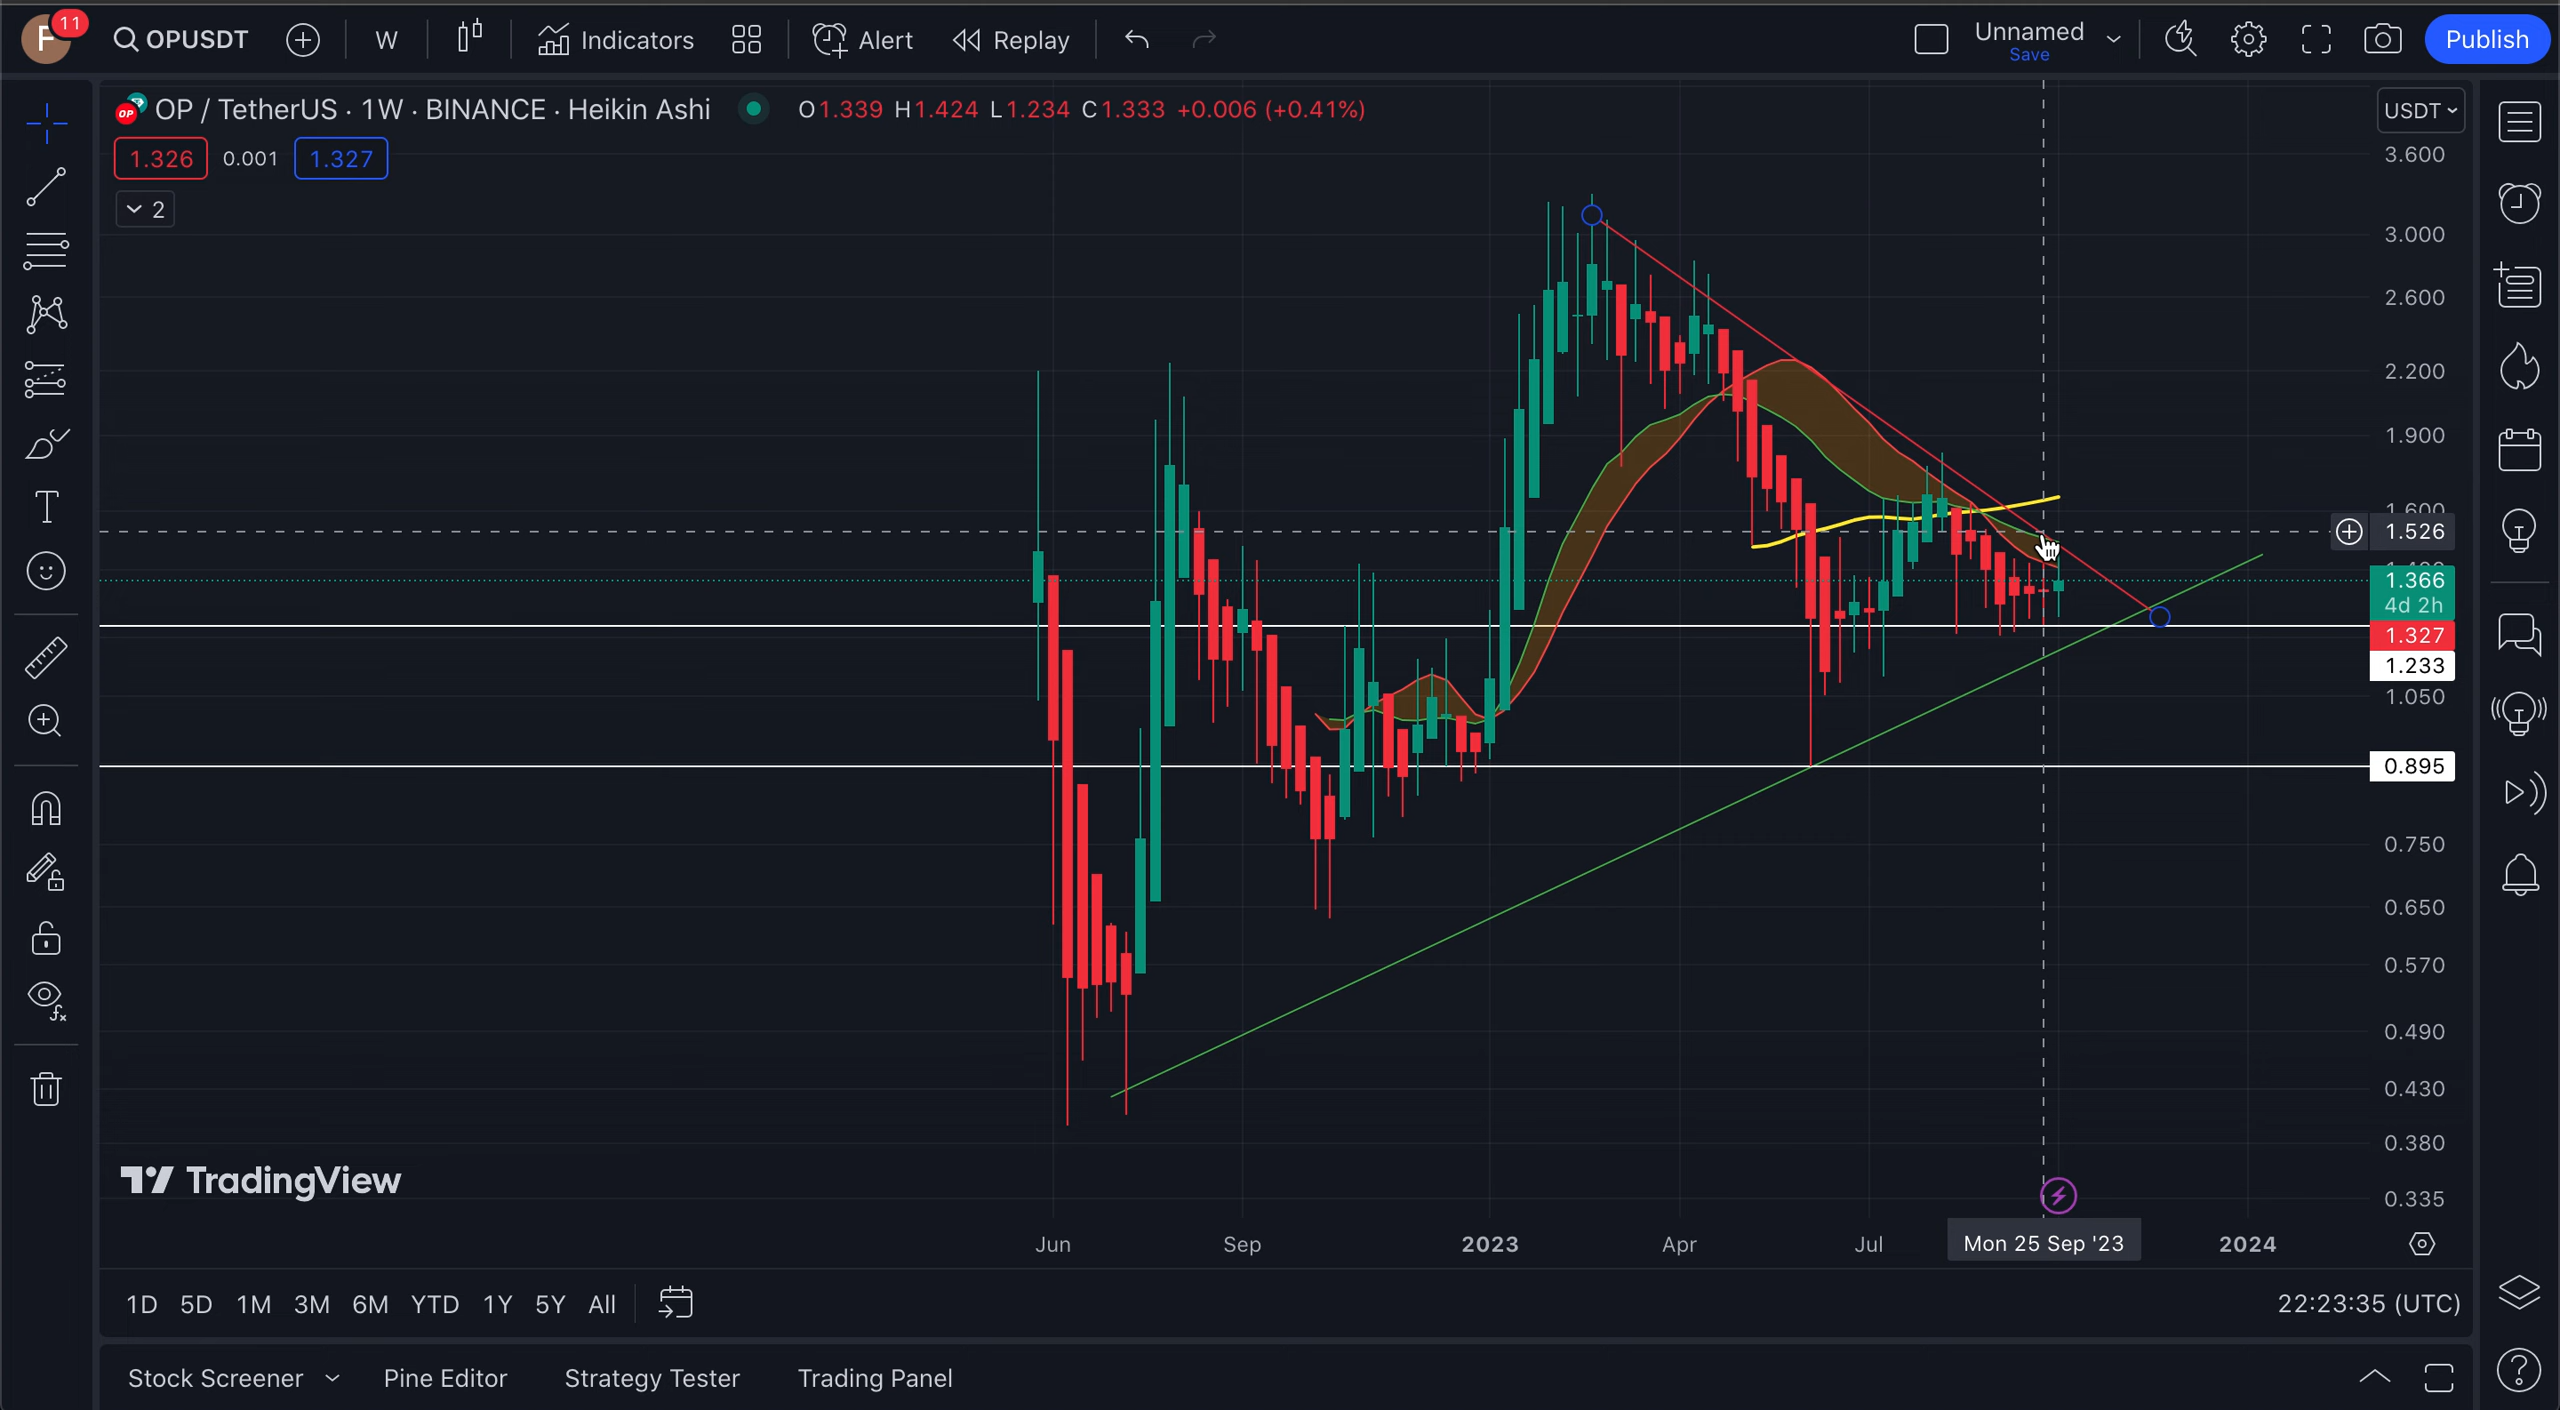 F 11 OPUSDT W Indicators Alert Replay Unnamed Save Publish
OP / TetherUS · 1W · BINANCE · Heikin Ashi O1.339 H1.424 L1.234 C1.333 +0.006 (+0.41%)
USDT
1.326 0.001 1.327
2
3.600
3.000
2.600
2.200
1.900
1.526
1.366
4d 2h
1.327
1.233
1.050
0.895
0.750
0.650
0.570
0.490
0.430
0.380
0.335
TradingView
Jun Sep 2023 Apr Jul Mon 25 Sep '23 2024
1D 5D 1M 3M 6M YTD 1Y 5Y All 22:23:35 (UTC)
Stock Screener Pine Editor Strategy Tester Trading Panel